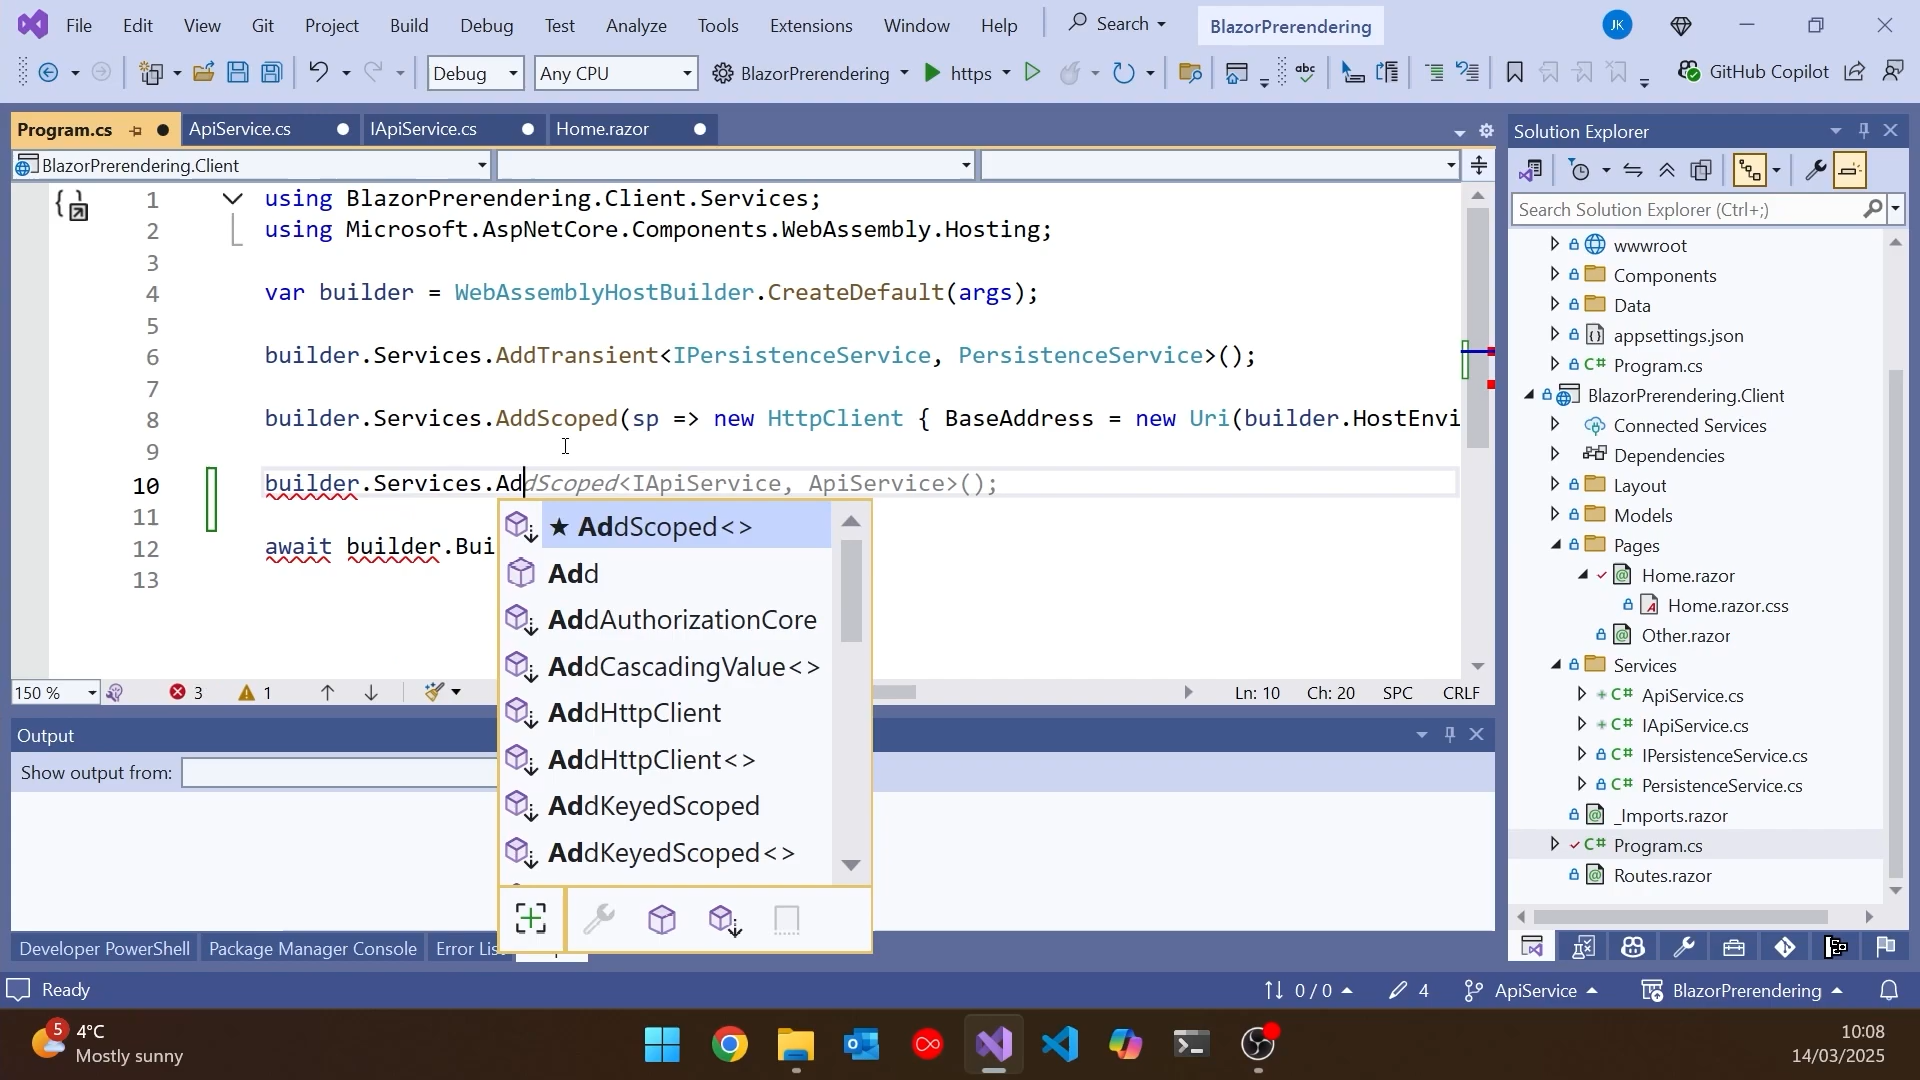 File Edit View Git Project Build Debug Test Analyze Tools Extensions Window Help Search BlazorPrerendering JK
Debug Any CPU BlazorPrerendering https abc GitHub Copilot
Program.cs ApiService.cs IApiService.cs Home.razor
BlazorPrerendering.Client
1 using BlazorPrerendering.Client.Services;
2 using Microsoft.AspNetCore.Components.WebAssembly.Hosting;
3
4 var builder = WebAssemblyHostBuilder.CreateDefault(args);
5
6 builder.Services.AddTransient<IPersistenceService, PersistenceService>();
7
8 builder.Services.AddScoped(sp => new HttpClient { BaseAddress = new Uri(builder.HostEnvi
9
10 builder.Services.AddScoped<IApiService, ApiService>();
11
12 await builder.Bui
13
★ AddScoped<>
Add
AddAuthorizationCore
AddCascadingValue<>
AddHttpClient
AddHttpClient<>
AddKeyedScoped
AddKeyedScoped<>
150 % 3 1 Ln: 10 Ch: 20 SPC CRLF
Output
Show output from:
Developer PowerShell Package Manager Console Error Lis
Solution Explorer
Search Solution Explorer (Ctrl+;)
wwwroot
Components
Data
appsettings.json
C# Program.cs
BlazorPrerendering.Client
Connected Services
Dependencies
Layout
Models
Pages
Home.razor
Home.razor.css
Other.razor
Services
C# ApiService.cs
C# IApiService.cs
C# IPersistenceService.cs
C# PersistenceService.cs
_Imports.razor
C# Program.cs
Routes.razor
Ready 0 / 0 4 ApiService BlazorPrerendering
5 4°C
Mostly sunny
10:08
14/03/2025